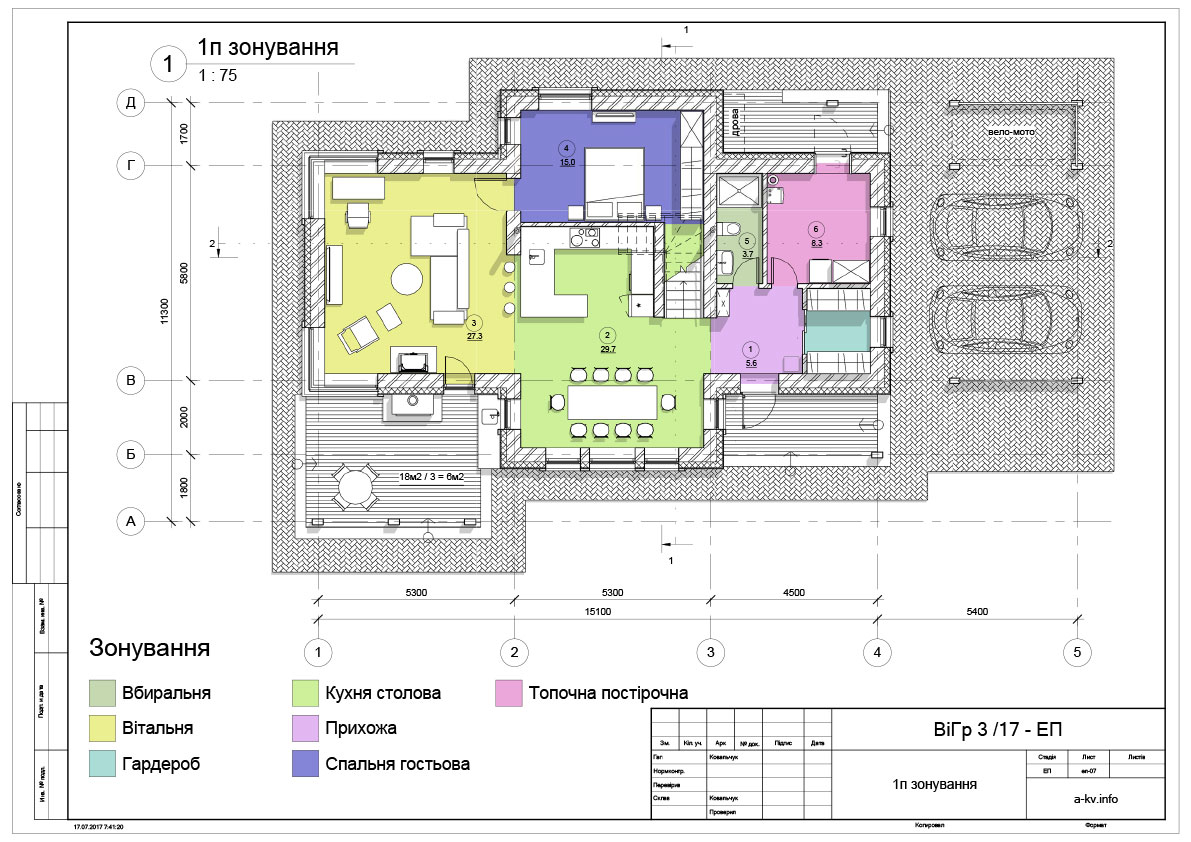 1
1п зонування
1 : 75
1
Д
Г
В
Б
А
1700
5800
2000
1800
11300
дрова
вело-мото
4
15.0
5
3.7
6
8.3
2
2
3
27.3
2
29.7
1
5.6
18м2 / 3 = 6м2
1
5300
5300
4500
15100
5400
1
2
3
4
5
Зонування
Вбиральня
Вітальня
Гардероб
Кухня столова
Прихожа
Спальня гостьова
Топочна постірочна
Согласовано
Взам. инв. №
Подп. и дата
Инв. № подл.
17.07.2017 7:41:20
Зм. Кіл. уч. Арк № док. Підпис Дата
Гап Ковальчук
Нормконтр.
Перевірив
Склав Ковальчук
Проверил
ВіГр 3 /17 - ЕП
1п зонування
Стадія Лист Листів
ЕП еп-07
a-kv.info
Копировал
Формат